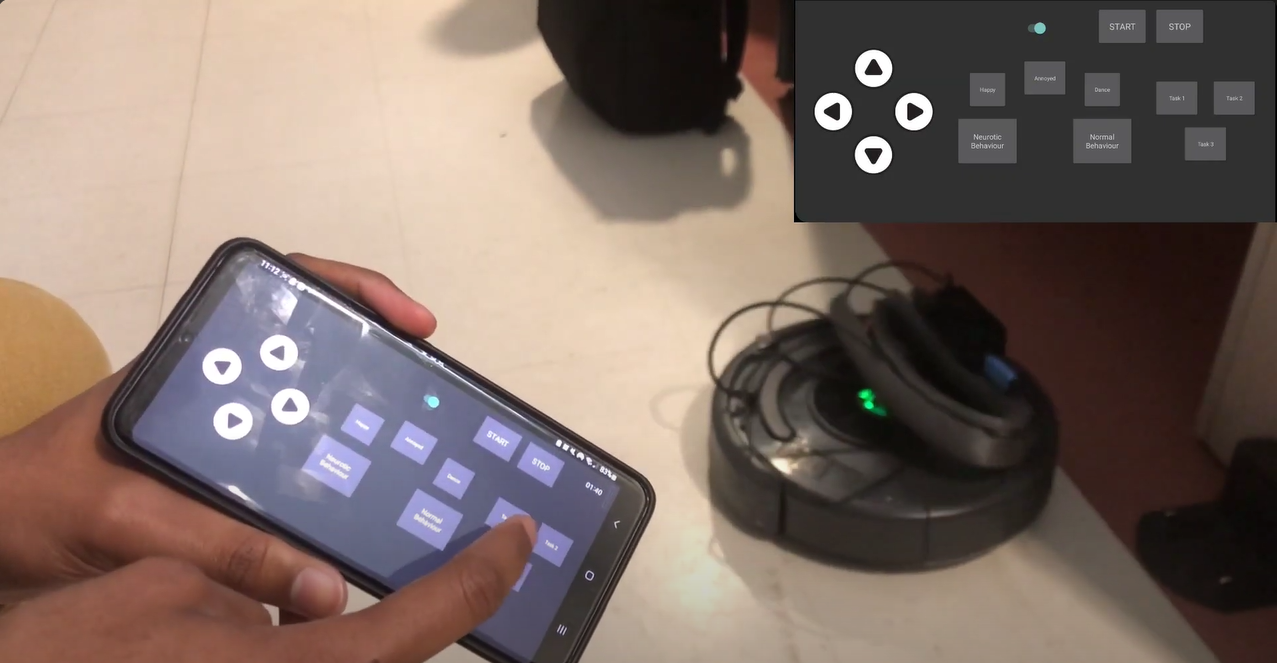 START
STOP
Happy
Annoyed
Dance
Task 1
Task 2
Neurotic
Behaviour
Normal
Behaviour
Task 3
11:12
83%
01:40
START
STOP
Happy
Annoyed
Dance
Neurotic
Behaviour
Normal
Behaviour
Task 2